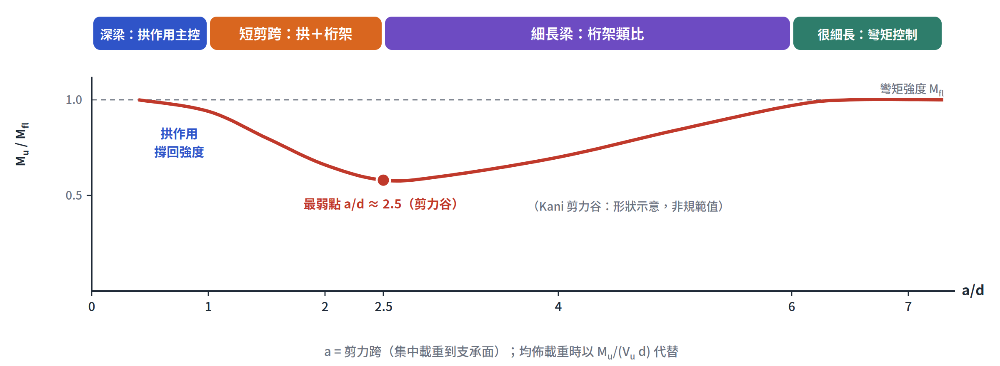 深梁：拱作用主控
短剪跨：拱＋桁架
細長梁：桁架類比
很細長：彎矩控制
彎矩強度 Mfl
1.0
Mu / Mfl
拱作用
撐回強度
0.5
最弱點 a/d ≈ 2.5（剪力谷）
（Kani 剪力谷：形狀示意，非規範值）
a/d
0
1
2
2.5
4
6
7
a = 剪力跨（集中載重到支承面）；均佈載重時以 Mu/(Vu d) 代替